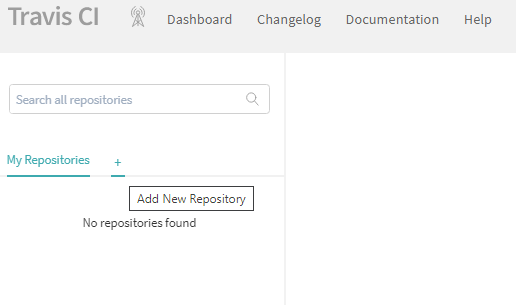 Travis CI Dashboard Changelog Documentation Help
Search all repositories
My Repositories +
Add New Repository
No repositories found